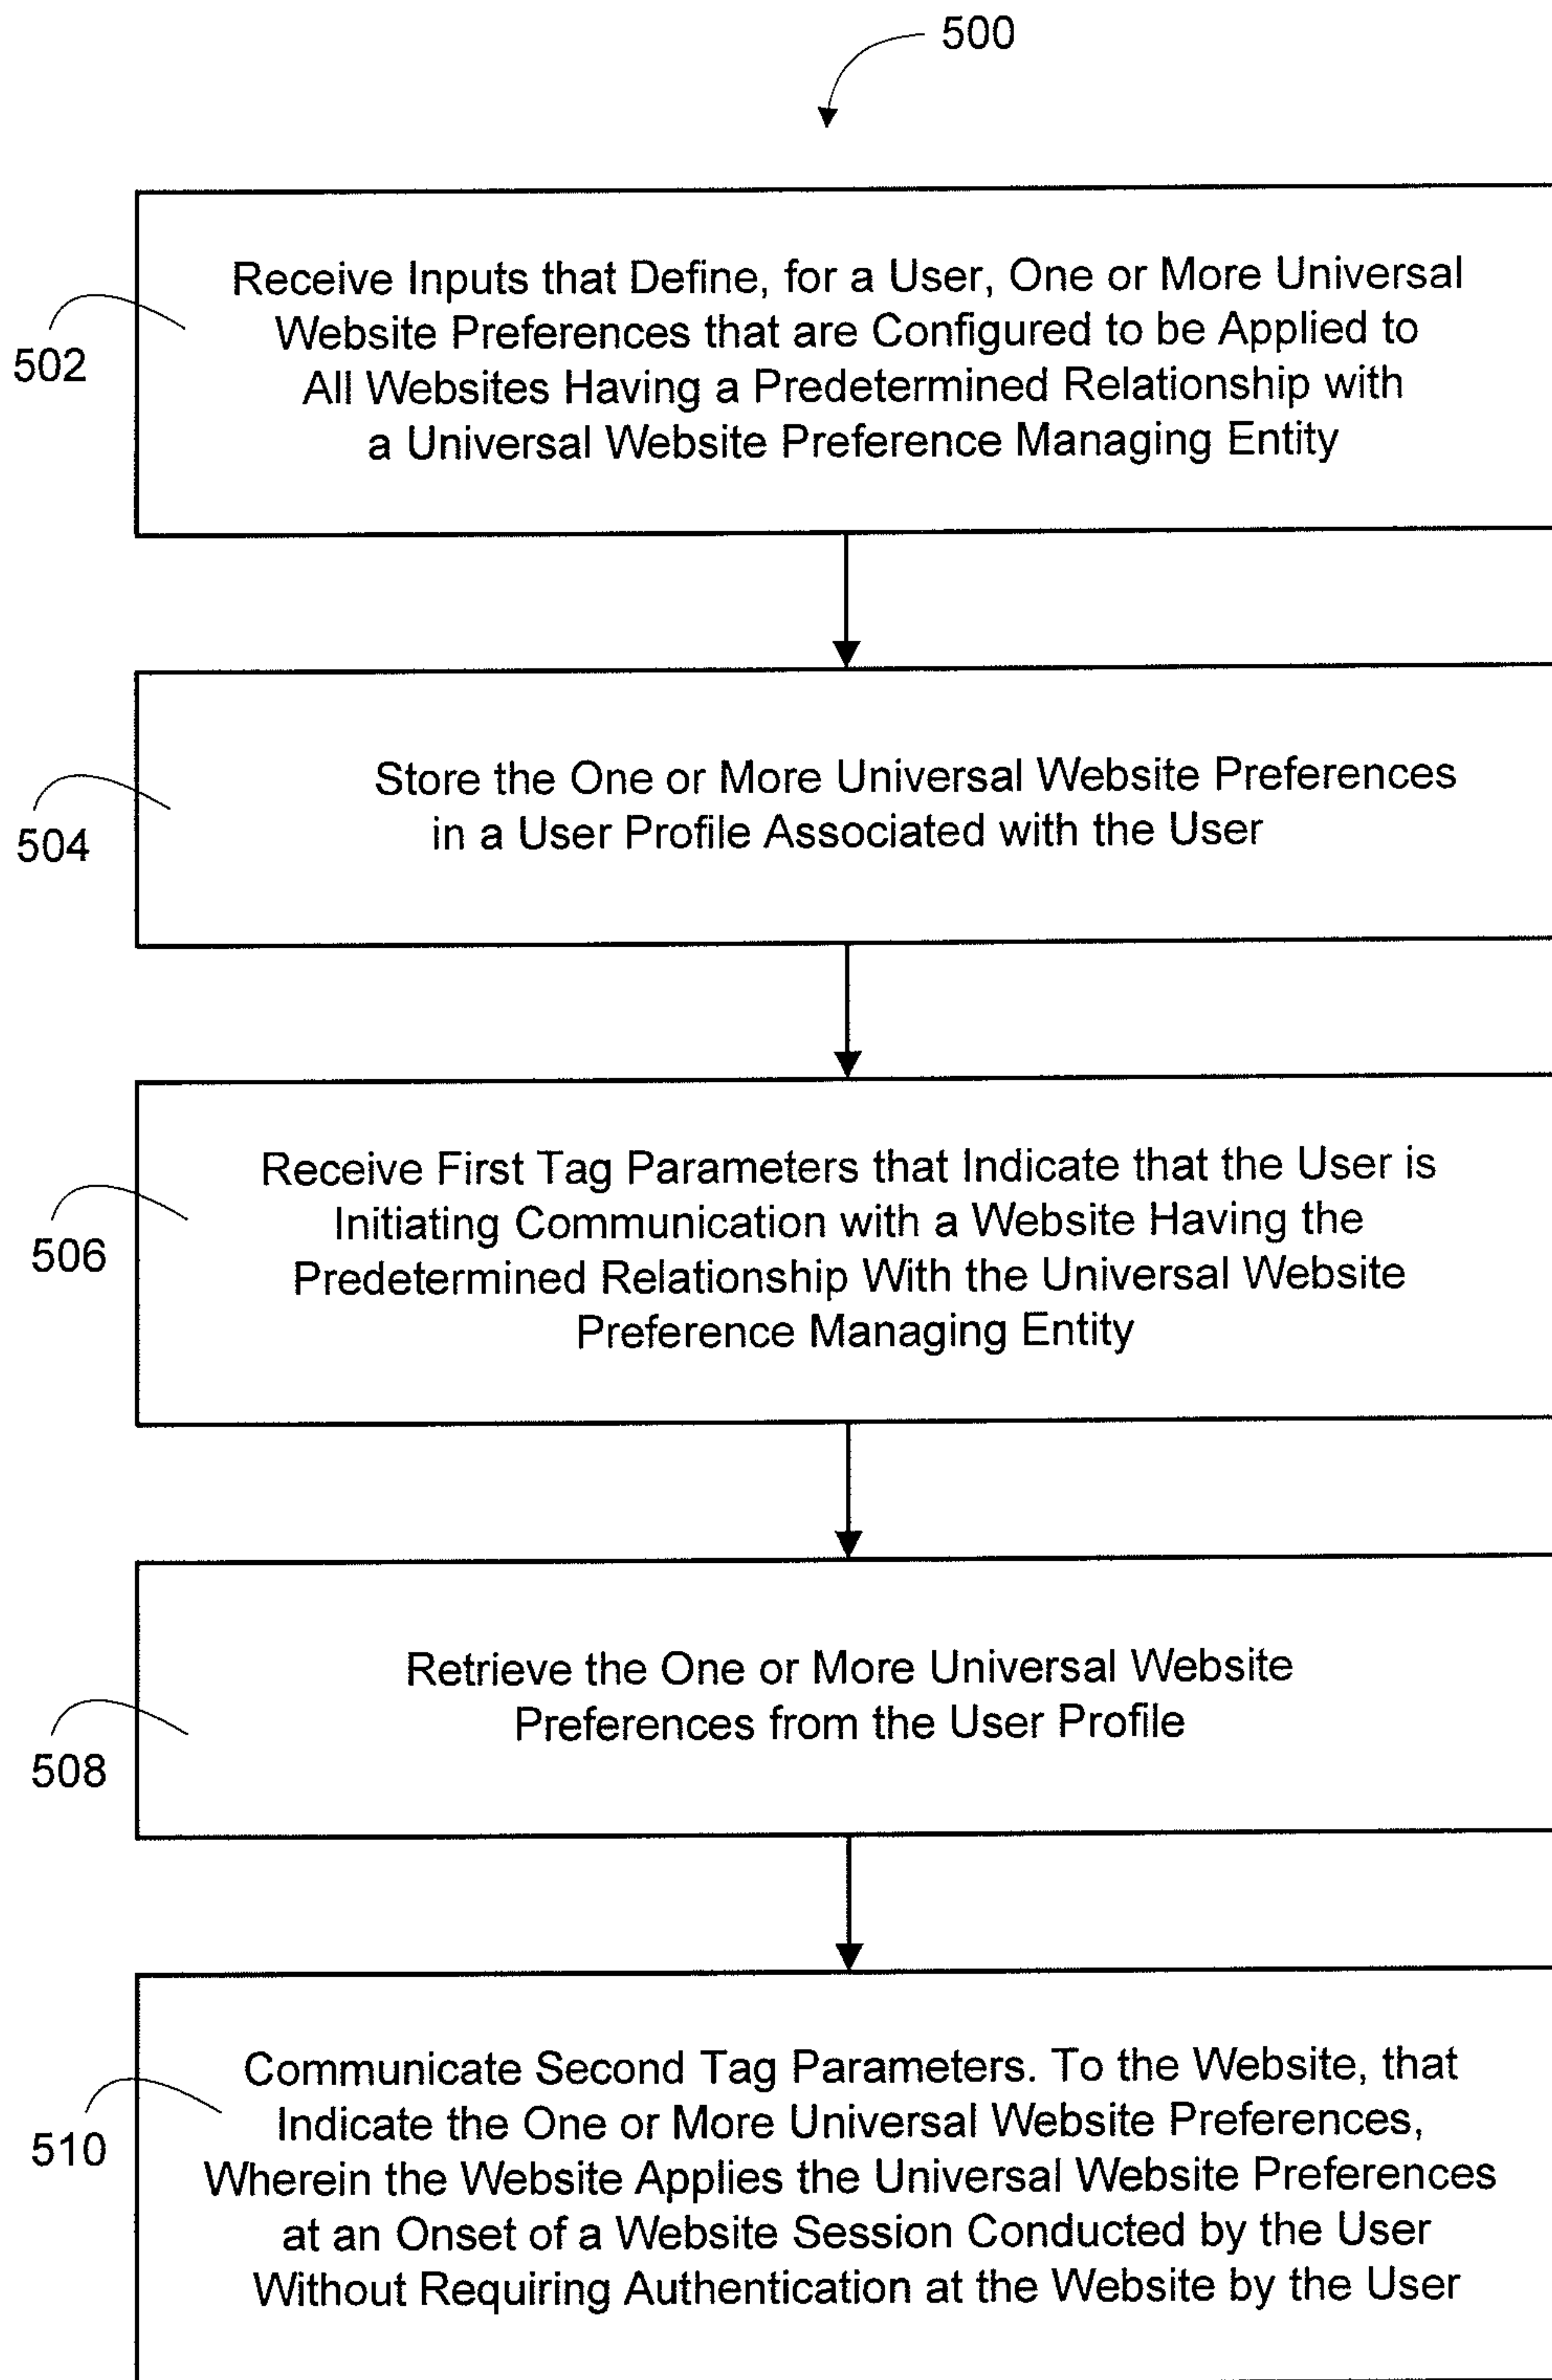 500
Receive Inputs that Define, for a User, One or More Universal
Website Preferences that are Configured to be Applied to
All Websites Having a Predetermined Relationship with
a Universal Website Preference Managing Entity
502
Store the One or More Universal Website Preferences
in a User Profile Associated with the User
504
Receive First Tag Parameters that Indicate that the User is
Initiating Communication with a Website Having the
Predetermined Relationship With the Universal Website
Preference Managing Entity
506
Retrieve the One or More Universal Website
Preferences from the User Profile
508
Communicate Second Tag Parameters. To the Website, that
Indicate the One or More Universal Website Preferences,
Wherein the Website Applies the Universal Website Preferences
at an Onset of a Website Session Conducted by the User
Without Requiring Authentication at the Website by the User
510